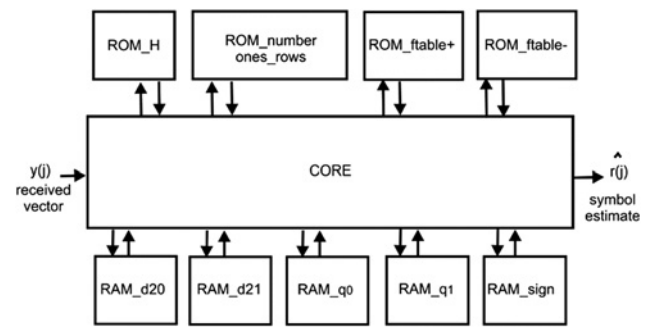 ROM_H
ROM_number
ones_rows
ROM_ftable+
ROM_ftable-
y(j)
received
vector
CORE
^
r(j)
symbol
estimate
RAM_d20
RAM_d21
RAM_q0
RAM_q1
RAM_sign